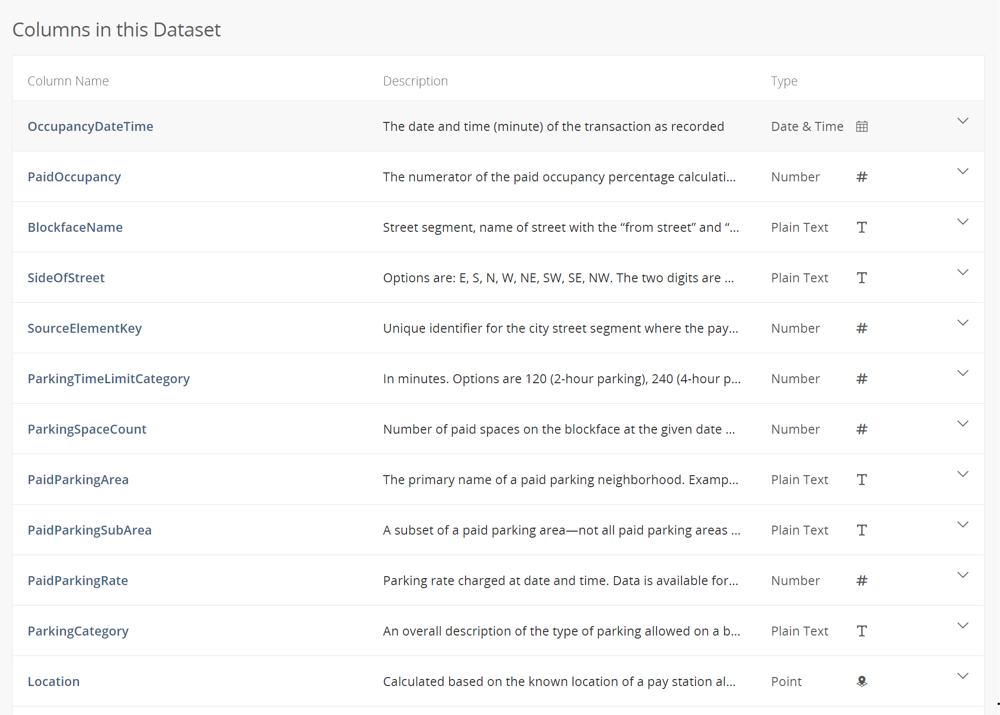 Columns in this Dataset
Column Name Description Type
OccupancyDateTime The date and time (minute) of the transaction as recorded Date & Time
PaidOccupancy The numerator of the paid occupancy percentage calculati... Number #
BlockfaceName Street segment, name of street with the “from street” and “... Plain Text T
SideOfStreet Options are: E, S, N, W, NE, SW, SE, NW. The two digits are ... Plain Text T
SourceElementKey Unique identifier for the city street segment where the pay... Number #
ParkingTimeLimitCategory In minutes. Options are 120 (2-hour parking), 240 (4-hour p... Number #
ParkingSpaceCount Number of paid spaces on the blockface at the given date ... Number #
PaidParkingArea The primary name of a paid parking neighborhood. Examp... Plain Text T
PaidParkingSubArea A subset of a paid parking area—not all paid parking areas ... Plain Text T
PaidParkingRate Parking rate charged at date and time. Data is available for... Number #
ParkingCategory An overall description of the type of parking allowed on a b... Plain Text T
Location Calculated based on the known location of a pay station al... Point